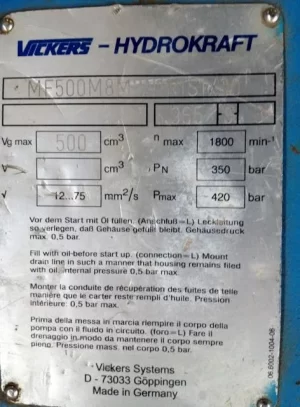 VICKERS - HYDROKRAFT
MF500M8
Vg max 500 cm³ n max 1800 min⁻¹
V cm³ PN 350 bar
√ 12...75 mm²/s Pmax 420 bar
Vor dem Start mit Öl füllen. (Anschluß=L) Leckleitung
so verlegen, daß Gehäuse gefüllt bleibt. Gehäusedruck
max. 0,5 bar.
Fill with oil before start up. (connection=L) Mount
drain line in such a manner that housing remains filled
with oil. Internal pressure 0,5 bar max.
Monter la conduite de récupération des fuites de telle
manière que le carter reste rempli d'huile. Pression
intérieure: 0,5 bar max.
Prima della messa in marcia riempire il corpo della
pompa con il fluido in circuito. (foro=L) Fare il
drenaggio in modo da mantenere il corpo sempre
pieno. Pressione mass. nel corpo 0,5 bar.
Vickers Systems
D - 73033 Göppingen
Made in Germany